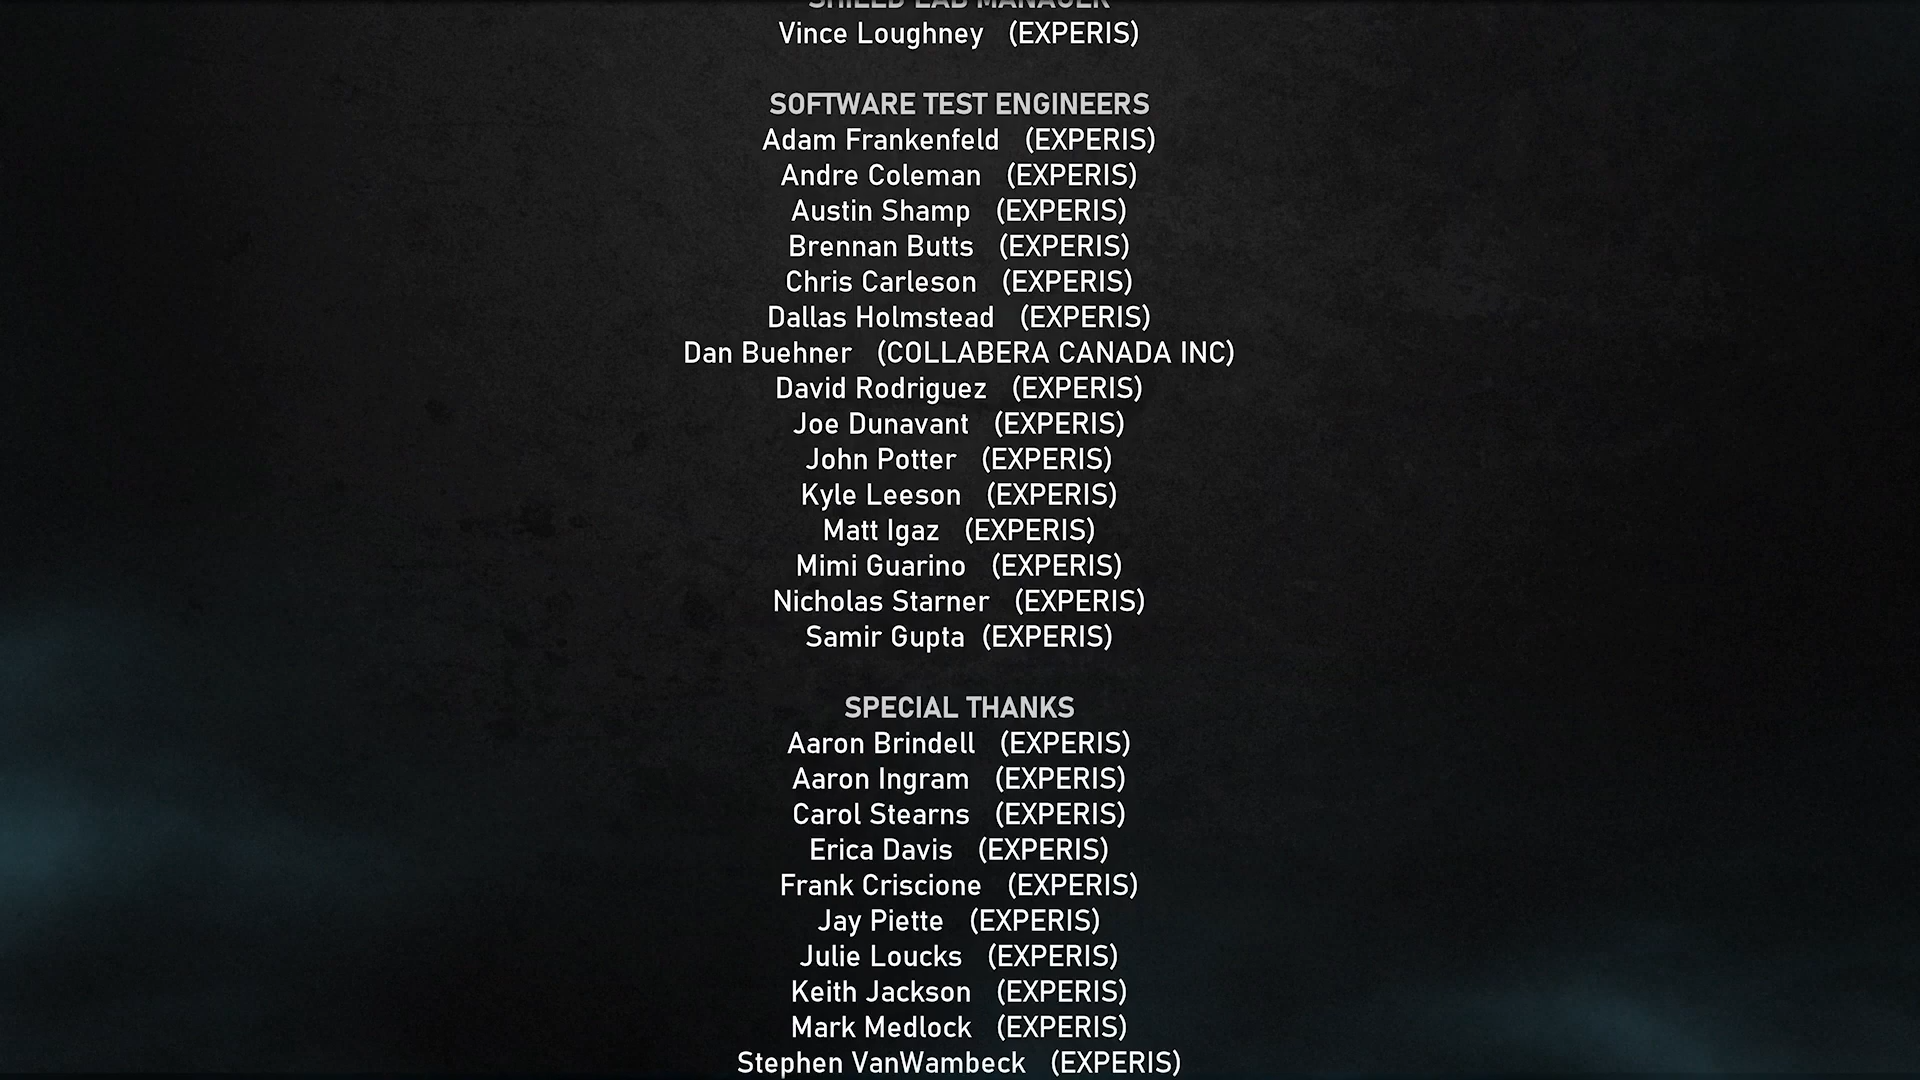 SHIELD LAB MANAGER
Vince Loughney (EXPERIS)
SOFTWARE TEST ENGINEERS
Adam Frankenfeld (EXPERIS)
Andre Coleman (EXPERIS)
Austin Shamp (EXPERIS)
Brennan Butts (EXPERIS)
Chris Carleson (EXPERIS)
Dallas Holmstead (EXPERIS)
Dan Buehner (COLLABERA CANADA INC)
David Rodriguez (EXPERIS)
Joe Dunavant (EXPERIS)
John Potter (EXPERIS)
Kyle Leeson (EXPERIS)
Matt Igaz (EXPERIS)
Mimi Guarino (EXPERIS)
Nicholas Starner (EXPERIS)
Samir Gupta (EXPERIS)
SPECIAL THANKS
Aaron Brindell (EXPERIS)
Aaron Ingram (EXPERIS)
Carol Stearns (EXPERIS)
Erica Davis (EXPERIS)
Frank Criscione (EXPERIS)
Jay Piette (EXPERIS)
Julie Loucks (EXPERIS)
Keith Jackson (EXPERIS)
Mark Medlock (EXPERIS)
Stephen VanWambeck (EXPERIS)